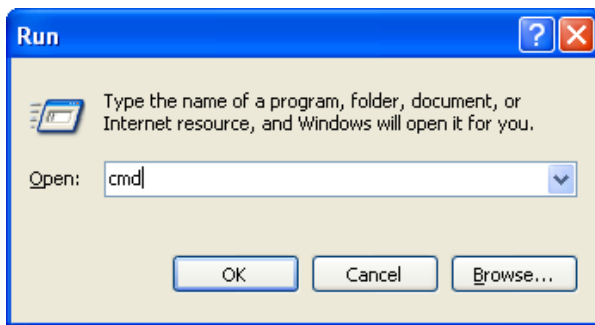 Run
Type the name of a program, folder, document, or
Internet resource, and Windows will open it for you.
Open: cmd
OK Cancel Browse...